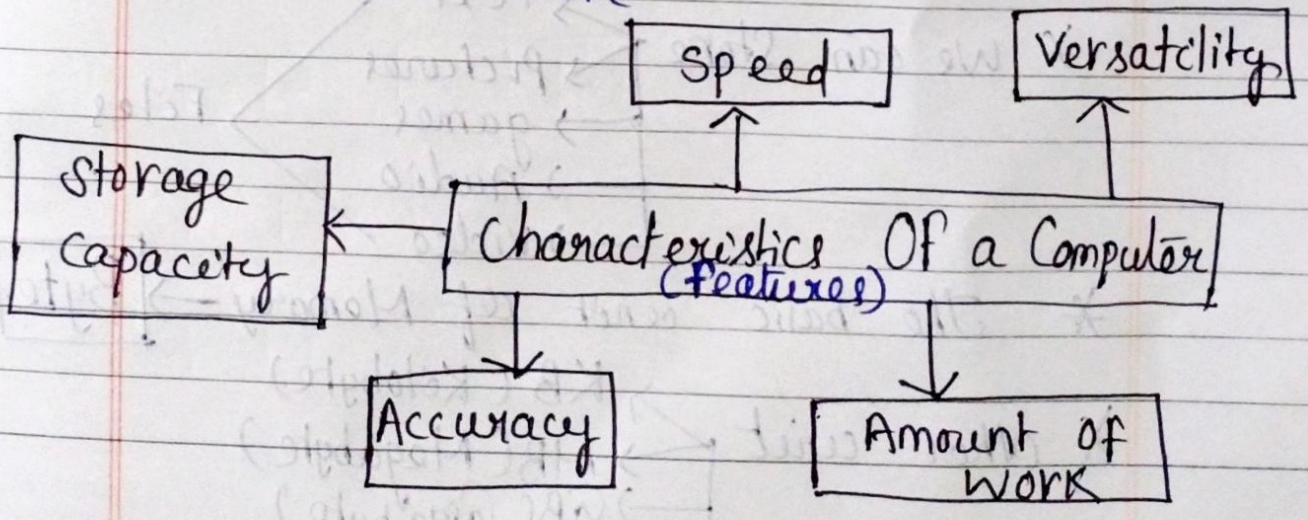 Speed
Versatility
Storage
Capacity
Characteristics Of a Computer
(features)
Accuracy
Amount Of
Work